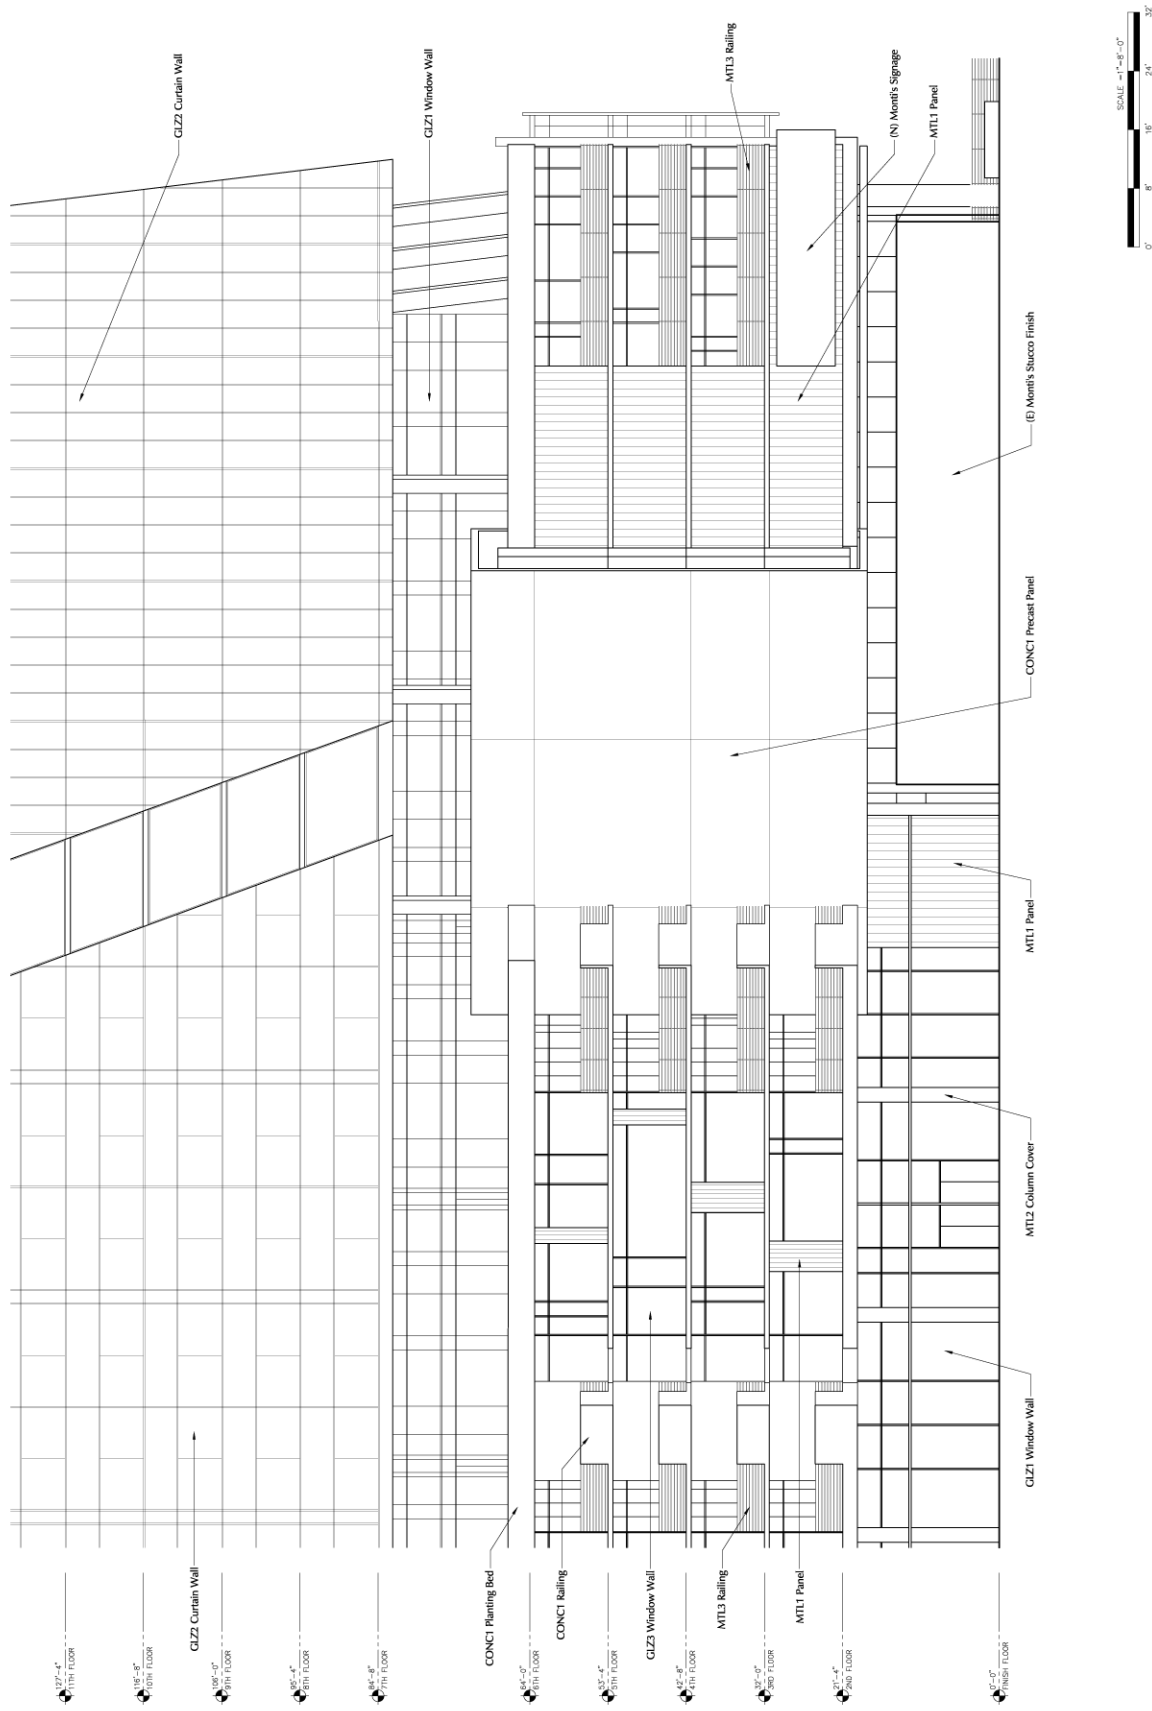 GLZ2 Curtain Wall
GLZ1 Window Wall
MTL3 Railing
(N) Monti's Signage
MTL1 Panel
(E) Monti's Stucco Finish
CONC1 Precast Panel
MTL1 Panel
MTL2 Column Cover
GLZ1 Window Wall
GLZ2 Curtain Wall
CONC1 Planting Bed
CONC1 Railing
GLZ3 Window Wall
MTL3 Railing
MTL1 Panel
127'-4"
11TH FLOOR
116'-8"
10TH FLOOR
106'-0"
9TH FLOOR
95'-4"
8TH FLOOR
84'-8"
7TH FLOOR
64'-0"
6TH FLOOR
53'-4"
5TH FLOOR
42'-8"
4TH FLOOR
32'-0"
3RD FLOOR
21'-4"
2ND FLOOR
0'-0"
FINISH FLOOR
SCALE -1"=8'-0"
0' 8' 16' 24' 32'